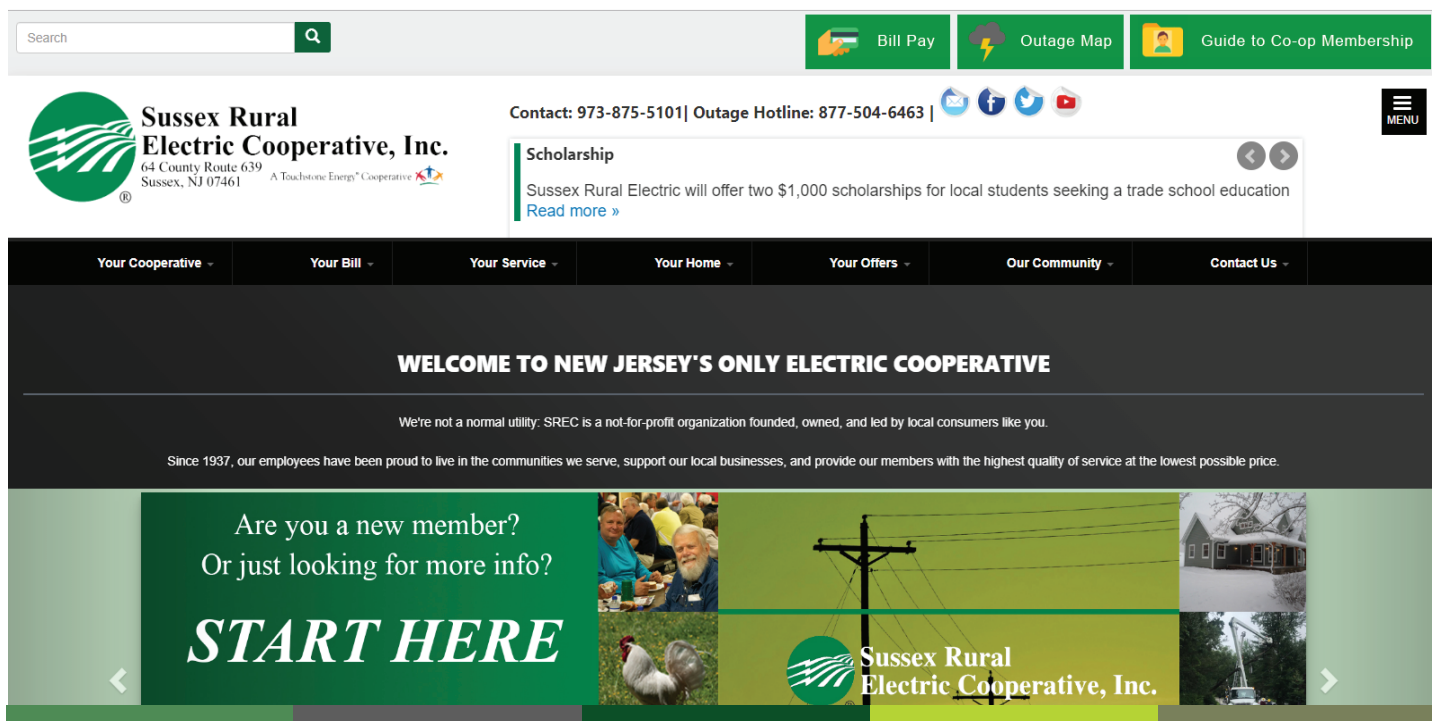 Search
Bill Pay
Outage Map
Guide to Co-op Membership
Sussex Rural
Electric Cooperative, Inc.
64 County Route 639
Sussex, NJ 07461
A Touchstone Energy® Cooperative
®
Contact: 973-875-5101| Outage Hotline: 877-504-6463 |
MENU
Scholarship
Sussex Rural Electric will offer two $1,000 scholarships for local students seeking a trade school education
Read more »
Your Cooperative
Your Bill
Your Service
Your Home
Your Offers
Our Community
Contact Us
WELCOME TO NEW JERSEY'S ONLY ELECTRIC COOPERATIVE
We're not a normal utility: SREC is a not-for-profit organization founded, owned, and led by local consumers like you.
Since 1937, our employees have been proud to live in the communities we serve, support our local businesses, and provide our members with the highest quality of service at the lowest possible price.
Are you a new member?
Or just looking for more info?
START HERE
Sussex Rural
Electric Cooperative, Inc.
®